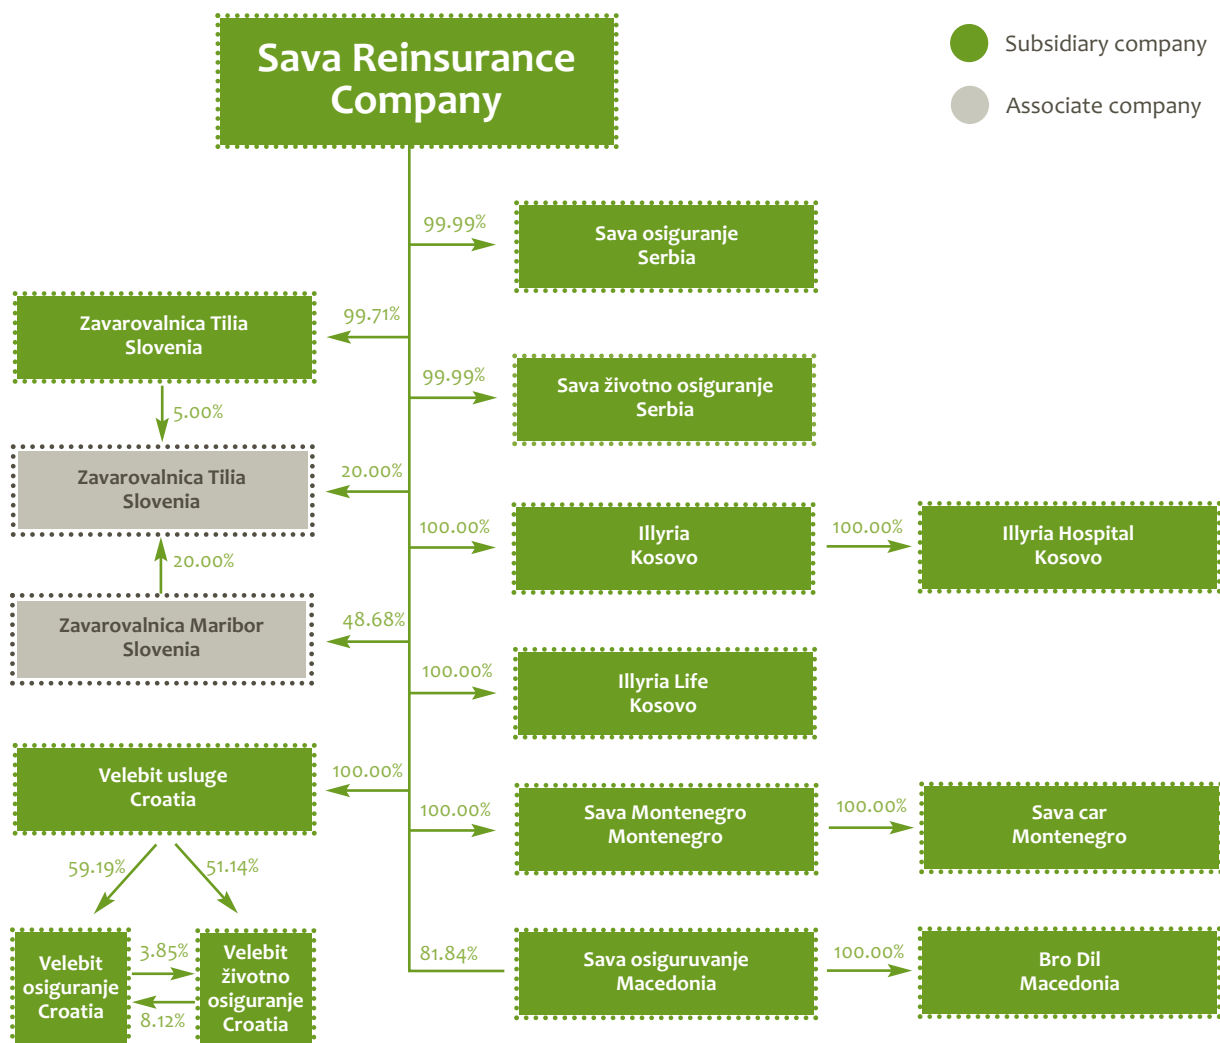 Sava Reinsurance
Company
Subsidiary company
Associate company
99.99%
Sava osiguranje
Serbia
Zavarovalnica Tilia
Slovenia
99.71%
5.00%
99.99%
Sava životno osiguranje
Serbia
Zavarovalnica Tilia
Slovenia
20.00%
20.00%
100.00%
Illyria
Kosovo
100.00%
Illyria Hospital
Kosovo
Zavarovalnica Maribor
Slovenia
48.68%
100.00%
Illyria Life
Kosovo
Velebit usluge
Croatia
100.00%
100.00%
Sava Montenegro
Montenegro
100.00%
Sava car
Montenegro
59.19%
51.14%
Velebit
osiguranje
Croatia
3.85%
8.12%
Velebit
životno
osiguranje
Croatia
81.84%
Sava osiguruvanje
Macedonia
100.00%
Bro Dil
Macedonia